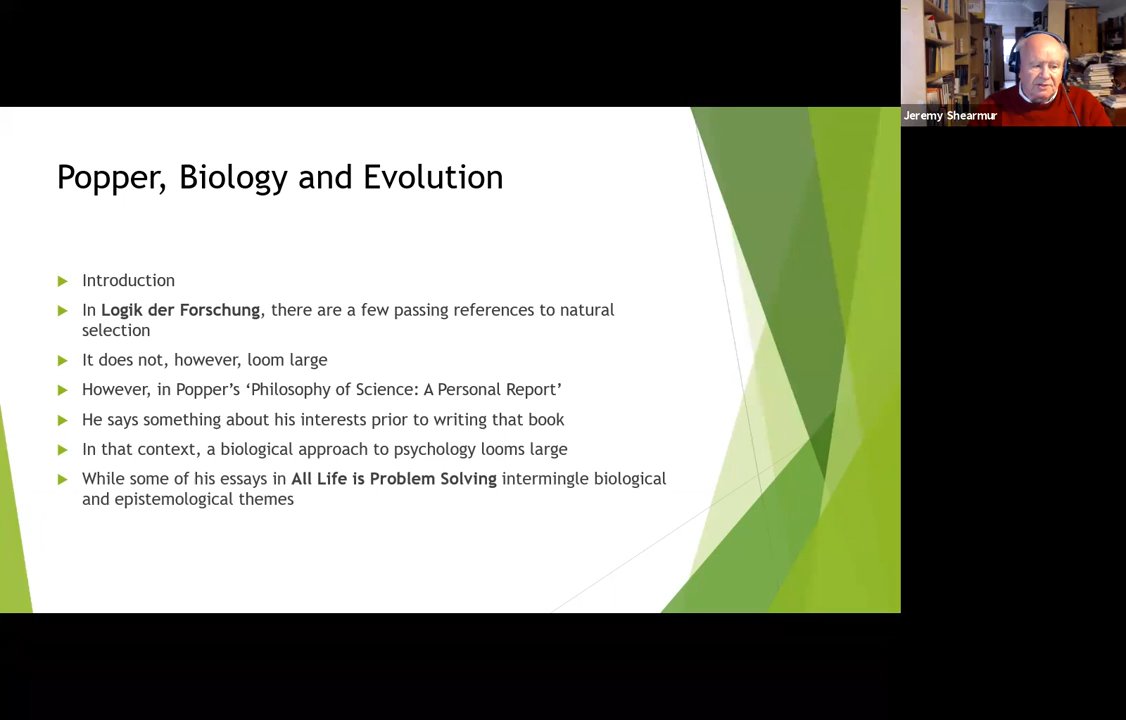 Jeremy Shearmur
Popper, Biology and Evolution
Introduction
In Logik der Forschung, there are a few passing references to natural
selection
It does not, however, loom large
However, in Popper’s ‘Philosophy of Science: A Personal Report’
He says something about his interests prior to writing that book
In that context, a biological approach to psychology looms large
While some of his essays in All Life is Problem Solving intermingle biological
and epistemological themes